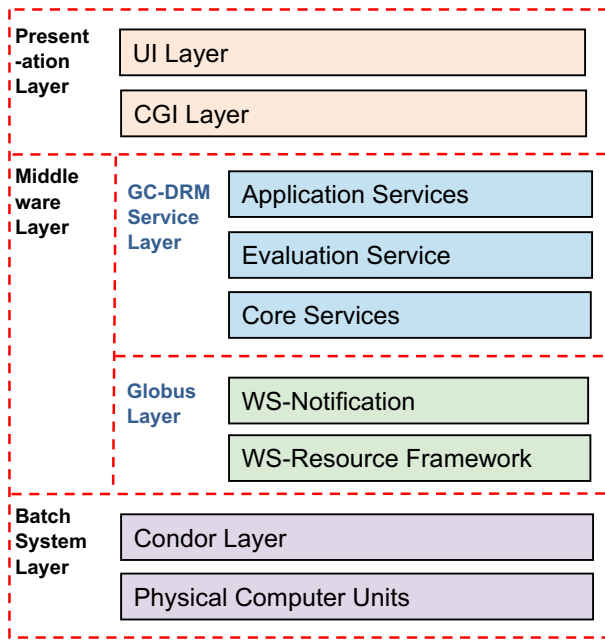 Present
-ation
Layer
UI Layer
CGI Layer
Middle
ware
Layer
GC-DRM
Service
Layer
Application Services
Evaluation Service
Core Services
Globus
Layer
WS-Notification
WS-Resource Framework
Batch
System
Layer
Condor Layer
Physical Computer Units